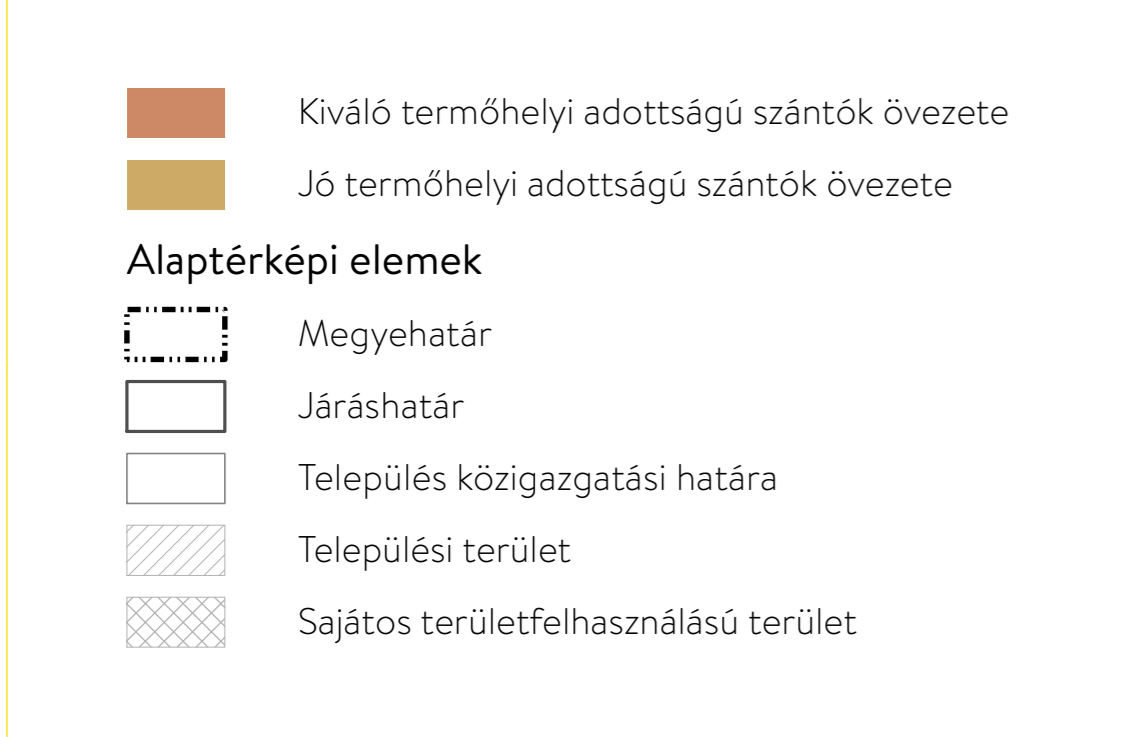 Kiváló termőhelyi adottságú szántók övezete
Jó termőhelyi adottságú szántók övezete
Alaptérképi elemek
Megyehatár
Járáshatár
Település közigazgatási határa
Települési terület
Sajátos területfelhasználású terület